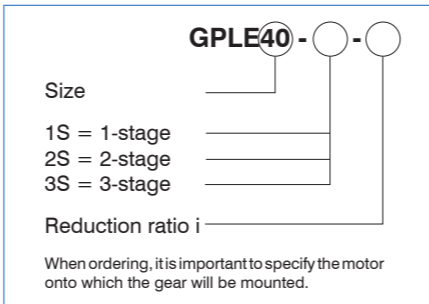 GPLE40 - -
Size
1S = 1-stage
2S = 2-stage
3S = 3-stage
Reduction ratio i
When ordering, it is important to specify the motor
onto which the gear will be mounted.